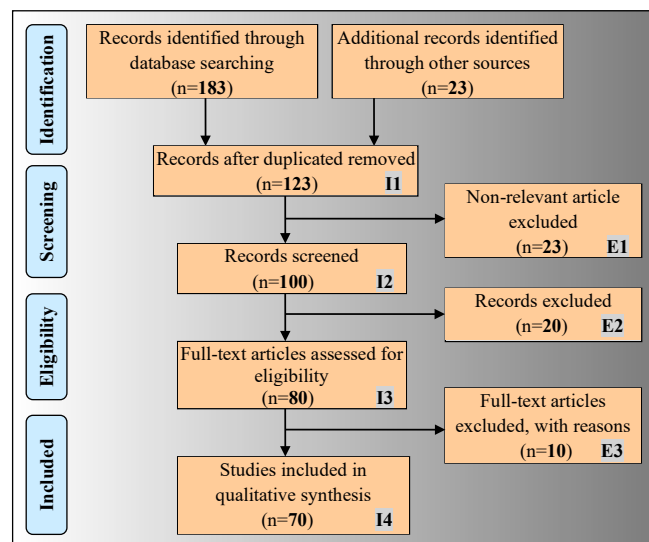 Identification
Records identified through
database searching
(n=183)
Additional records identified
through other sources
(n=23)
Records after duplicated removed
(n=123) I1
Screening
Non-relevant article
excluded
(n=23) E1
Records screened
(n=100) I2
Eligibility
Records excluded
(n=20) E2
Full-text articles assessed for
eligibility
(n=80) I3
Included
Full-text articles
excluded, with reasons
(n=10) E3
Studies included in
qualitative synthesis
(n=70) I4